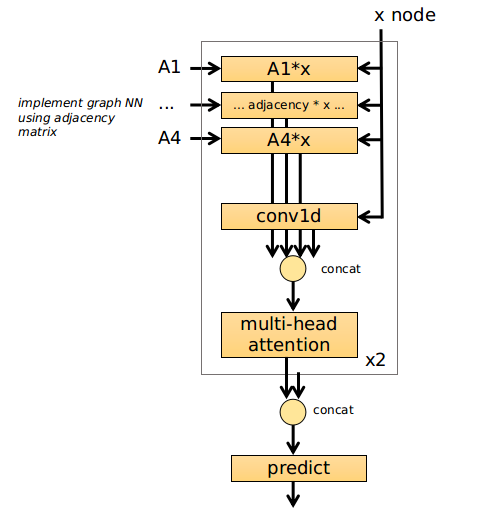 x node
A1
A1*x
implement graph NN
using adjacency
matrix
...
... adjacency * x ...
A4
A4*x
conv1d
concat
multi-head
attention
x2
concat
predict